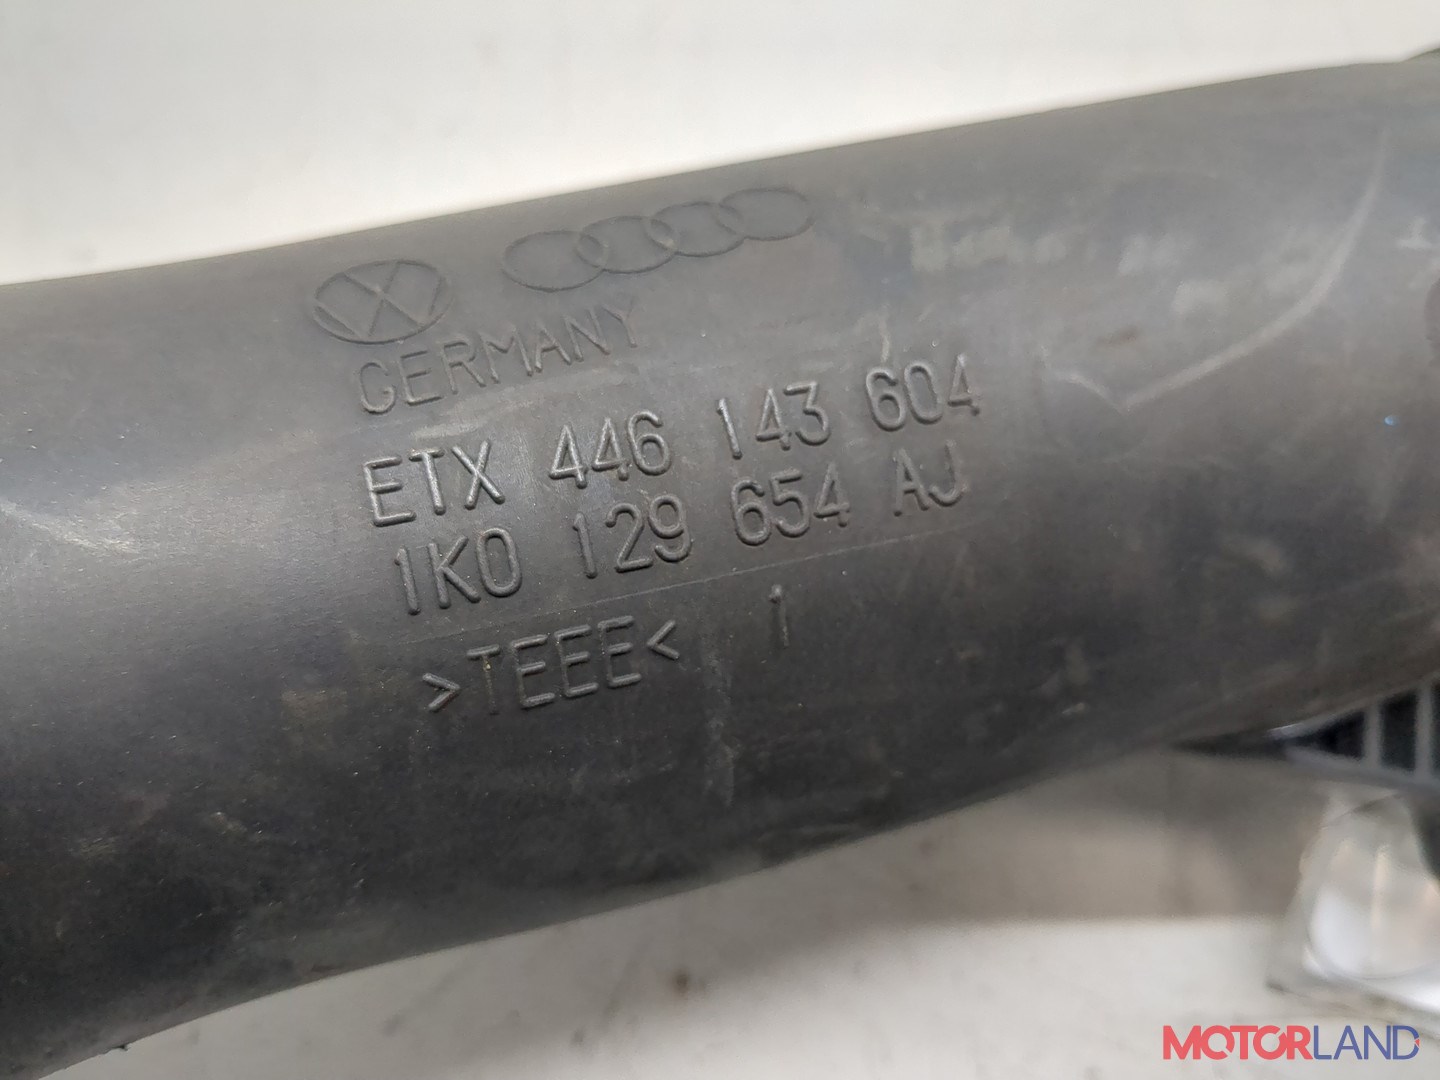 GERMANY
ETX 446 143 604
1K0 129 654 AJ
>TEEE< 1
MOTORLAND